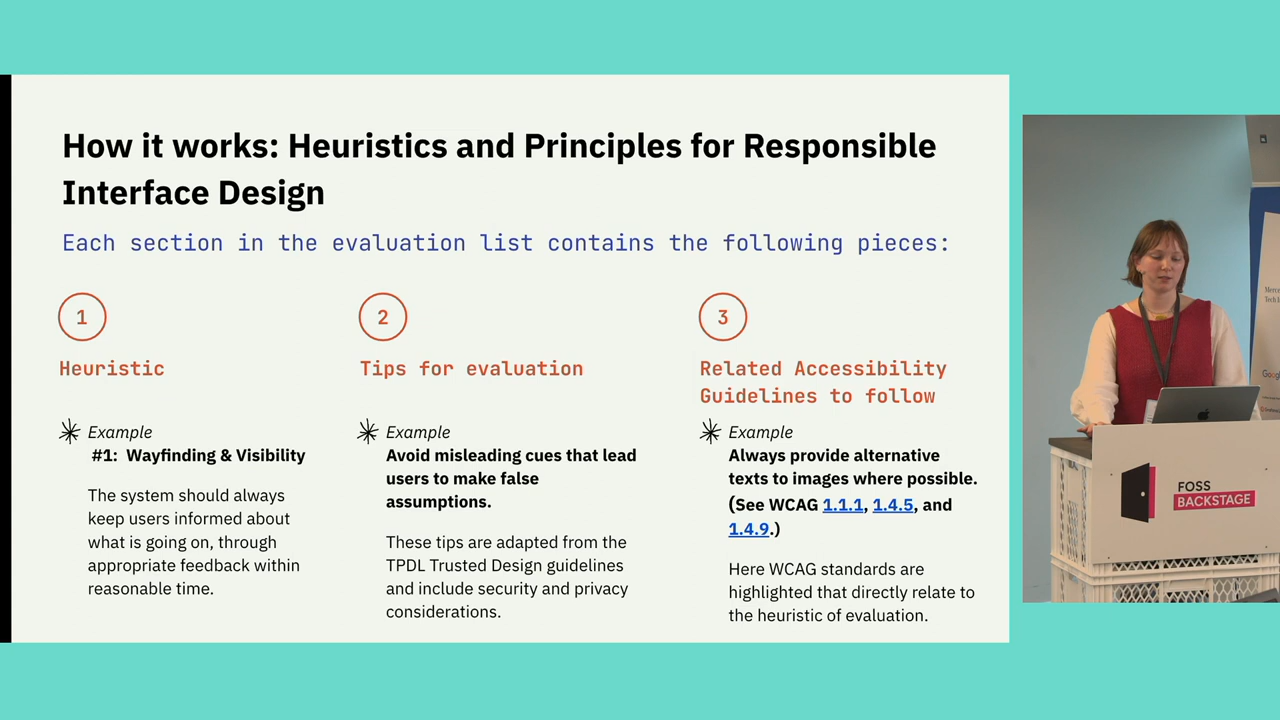 How it works: Heuristics and Principles for Responsible
Interface Design
Each section in the evaluation list contains the following pieces:
1
Heuristic
Example
#1: Wayfinding & Visibility
The system should always
keep users informed about
what is going on, through
appropriate feedback within
reasonable time.
2
Tips for evaluation
Example
Avoid misleading cues that lead
users to make false
assumptions.
These tips are adapted from the
TPDL Trusted Design guidelines
and include security and privacy
considerations.
3
Related Accessibility
Guidelines to follow
Example
Always provide alternative
texts to images where possible.
(See WCAG 1.1.1, 1.4.5, and
1.4.9.)
Here WCAG standards are
highlighted that directly relate to
the heuristic of evaluation.
FOSS
BACKSTAGE